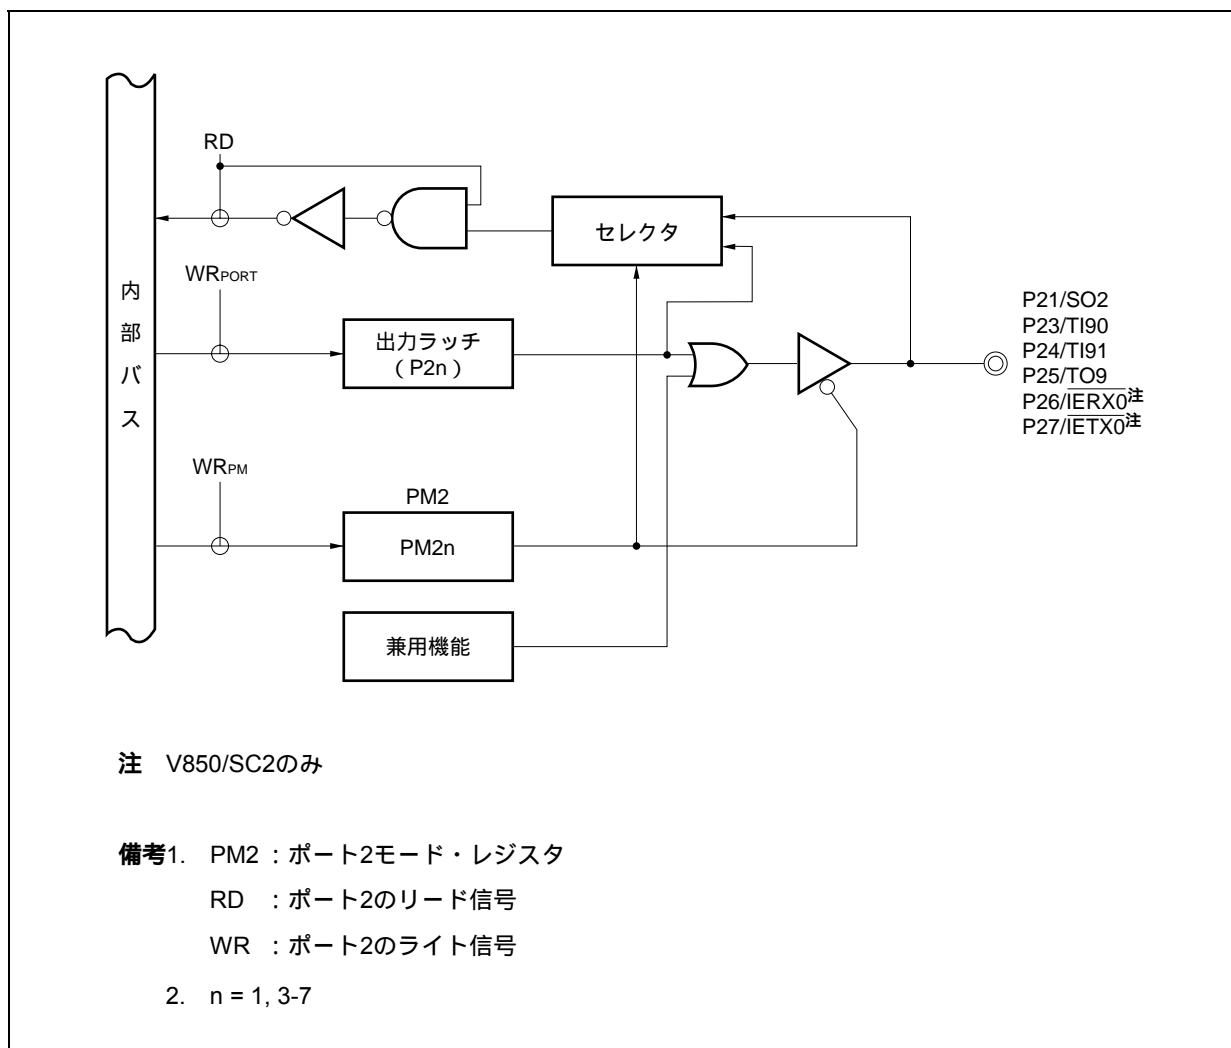 RD
セレクタ
WRPORT
内部バス
出力ラッチ
(P2n)
P21/SO2
P23/TI90
P24/TI91
P25/TO9
P26/IERX0注
P27/IETX0注
WRPM
PM2
PM2n
兼用機能
注 V850/SC2のみ
備考1. PM2 : ポート2モード・レジスタ
RD : ポート2のリード信号
WR : ポート2のライト信号
2. n = 1, 3-7